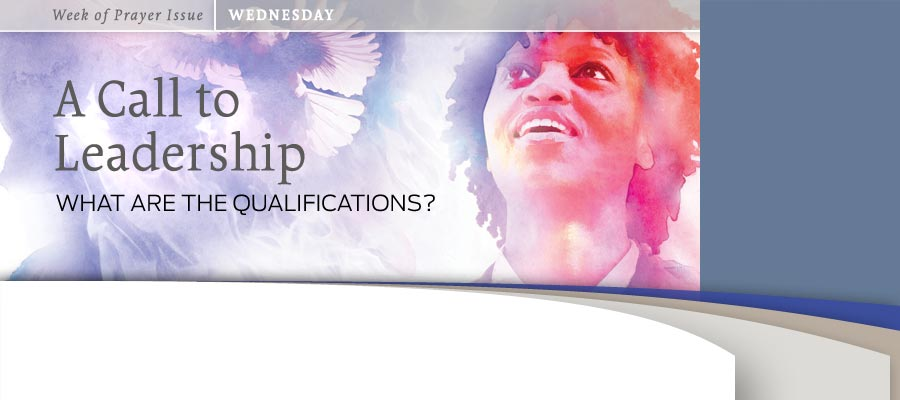 Week of Prayer Issue
WEDNESDAY
A Call to
Leadership
WHAT ARE THE QUALIFICATIONS?